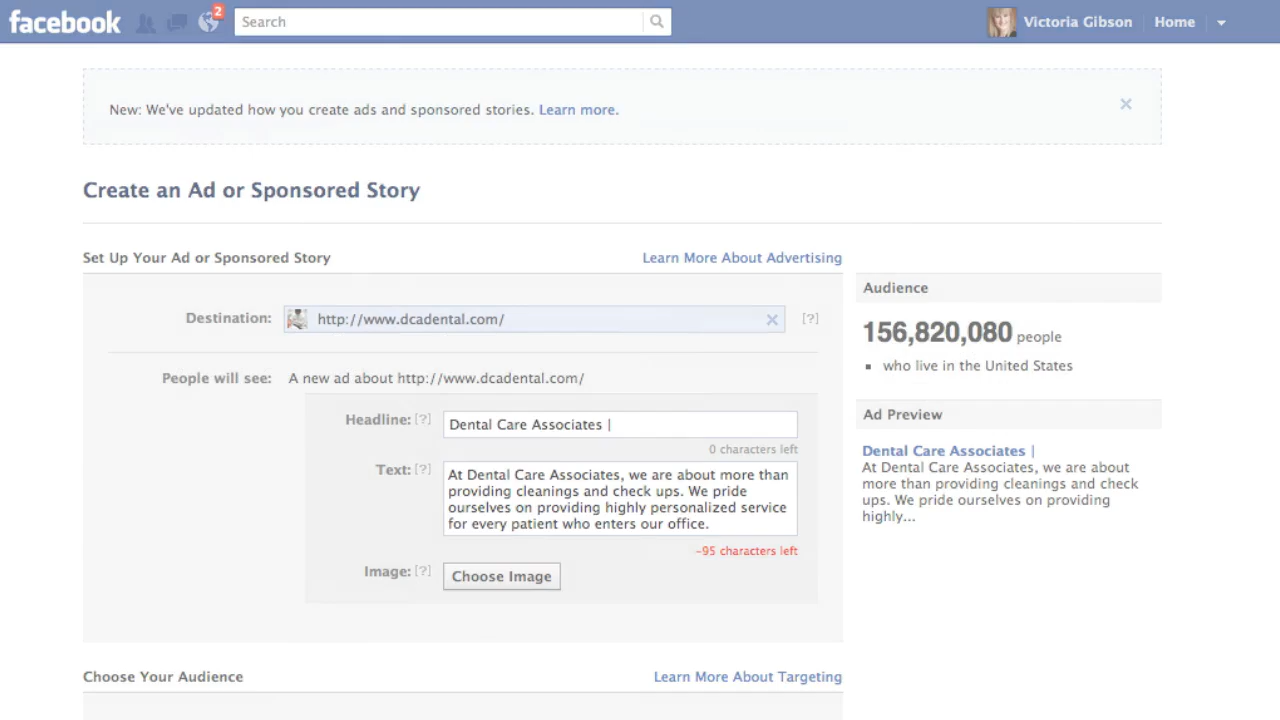 facebook
2
Search
Victoria Gibson
Home
New: We've updated how you create ads and sponsored stories. Learn more.
Create an Ad or Sponsored Story
Set Up Your Ad or Sponsored Story
Learn More About Advertising
Destination:
http://www.dcadental.com/
[?]
People will see:
A new ad about http://www.dcadental.com/
Headline: [?]
Dental Care Associates |
0 characters left
Text: [?]
At Dental Care Associates, we are about more than
providing cleanings and check ups. We pride
ourselves on providing highly personalized service
for every patient who enters our office.
-95 characters left
Image: [?]
Choose Image
Audience
156,820,080 people
who live in the United States
Ad Preview
Dental Care Associates |
At Dental Care Associates, we are about
more than providing cleanings and check
ups. We pride ourselves on providing
highly...
Choose Your Audience
Learn More About Targeting